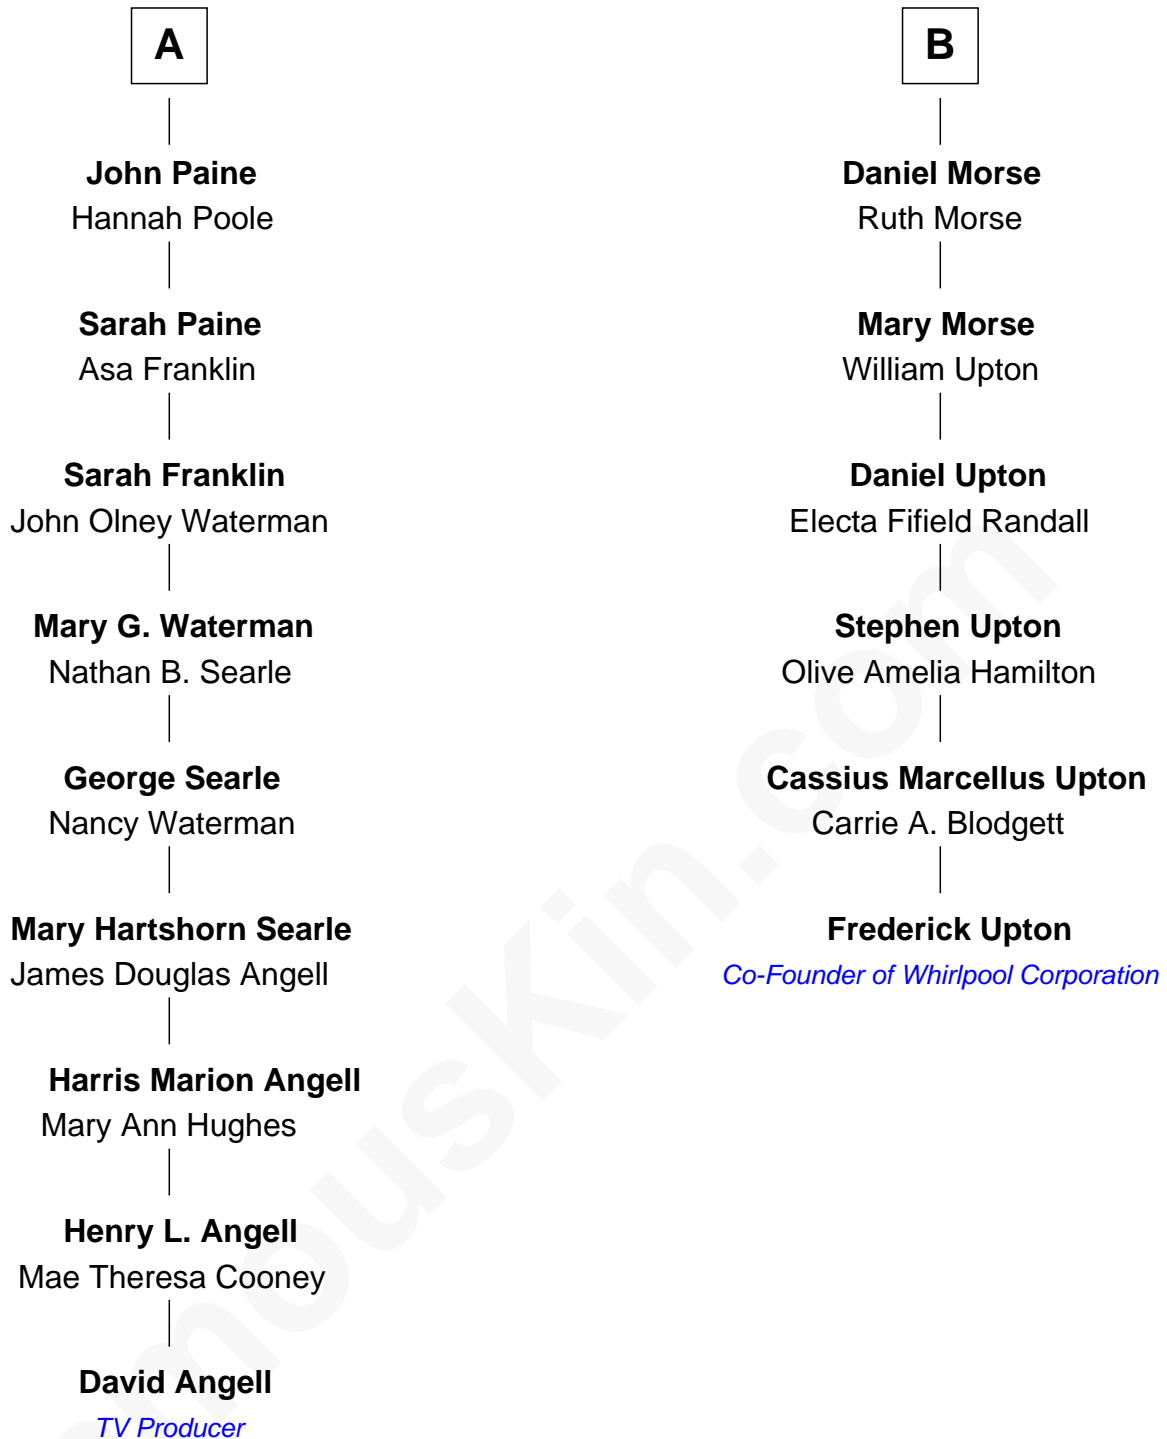 A
John Paine
Hannah Poole
Sarah Paine
Asa Franklin
Sarah Franklin
John Olney Waterman
Mary G. Waterman
Nathan B. Searle
George Searle
Nancy Waterman
Mary Hartshorn Searle
James Douglas Angell
Harris Marion Angell
Mary Ann Hughes
Henry L. Angell
Mae Theresa Cooney
David Angell
TV Producer
B
Daniel Morse
Ruth Morse
Mary Morse
William Upton
Daniel Upton
Electa Fifield Randall
Stephen Upton
Olive Amelia Hamilton
Cassius Marcellus Upton
Carrie A. Blodgett
Frederick Upton
Co-Founder of Whirlpool Corporation
mouskin.com